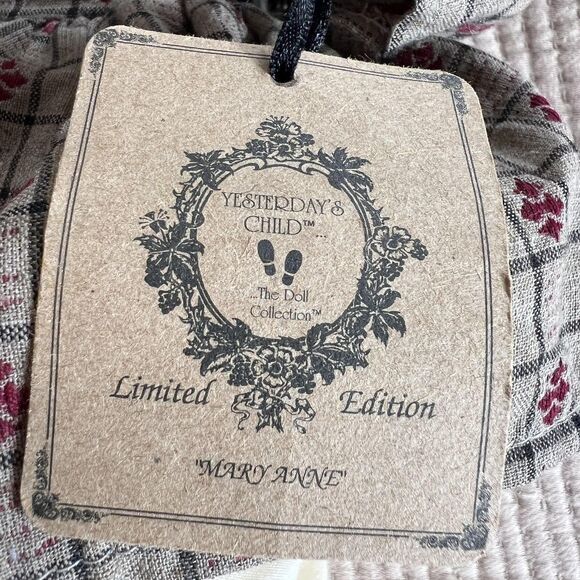 YESTERDAY'S
CHILD™...
...The Doll
Collection™
Limited Edition
"MARY ANNE"